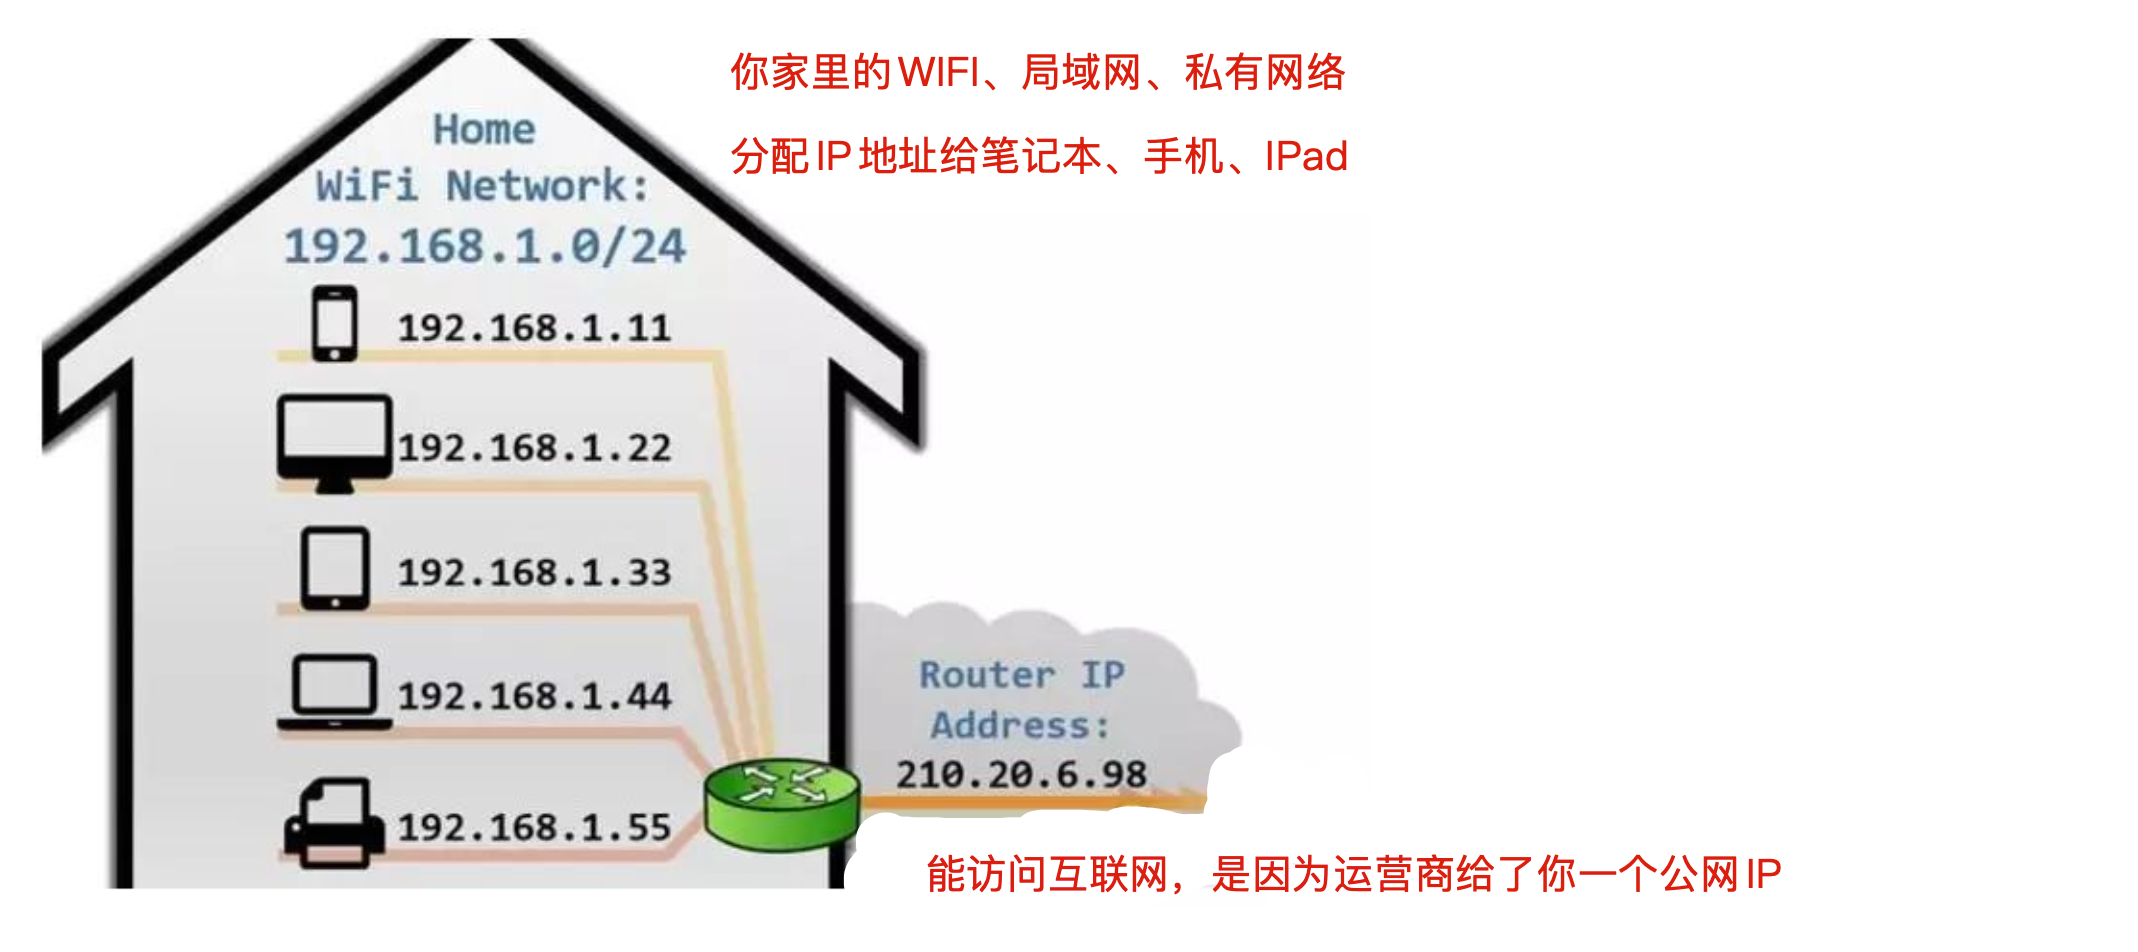 你家里的WIFI、局域网、私有网络
分配IP地址给笔记本、手机、IPad
Home
WiFi Network:
192.168.1.0/24
192.168.1.11
192.168.1.22
192.168.1.33
192.168.1.44
192.168.1.55
Router IP
Address:
210.20.6.98
能访问互联网，是因为运营商给了你一个公网IP